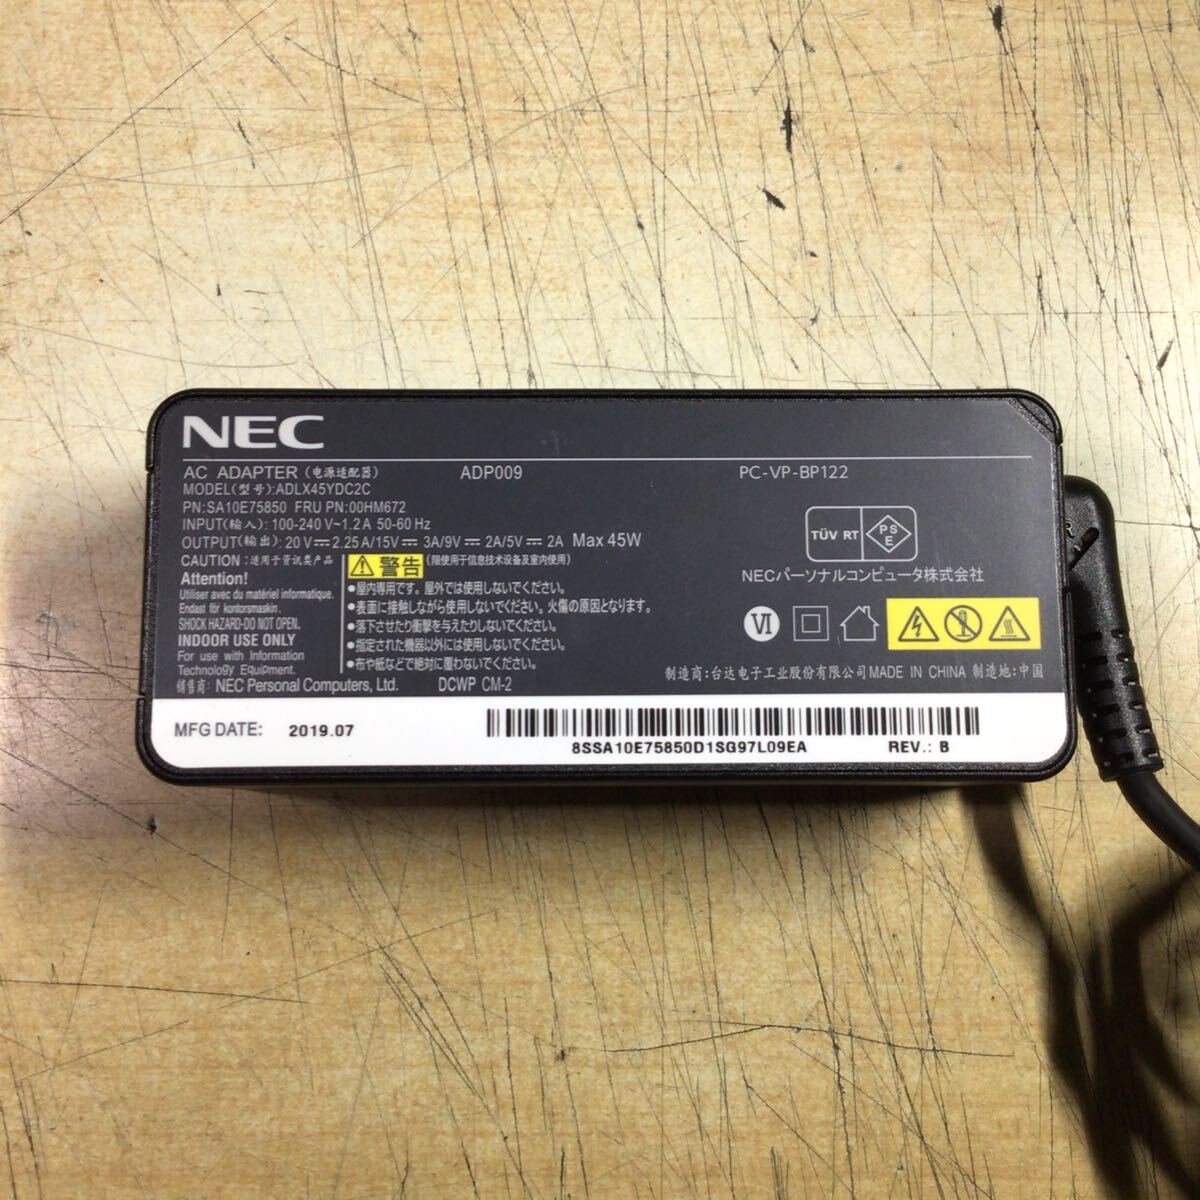 NEC
AC ADAPTER (电源适配器) ADP009 PC-VP-BP122
MODEL(型号):ADLX45YDC2C
PN:SA10E75850 FRU PN:00HM672
INPUT(輸入): 100-240 V~1.2 A 50-60 Hz
OUTPUT(輸出): 20 V⎓2.25 A/15V⎓3A/9V⎓2A/5V⎓2A Max 45W
TÜV RT PSE
CAUTION :适用于资讯类产品
Attention!
Utiliser avec du matériel informatique.
Endast för kontorsmaskin.
SHOCK HAZARD-DO NOT OPEN.
INDOOR USE ONLY
For use with Information
Technology Equipment.
销售商: NEC Personal Computers, Ltd. DCWP CM-2
警告 (限使用于信息技术设备及室内使用)
●屋内専用です。屋外では使用しないでください。
●表面に接触しながら使用しないでください。火傷の原因となります。
●落下させたり衝撃を与えたりしないでください。
●指定された機器以外には使用しないでください。
●布や紙などで絶対に覆わないでください。
NECパーソナルコンピュータ株式会社
VI
制造商:台达电子工业股份有限公司MADE IN CHINA 制造地:中国
MFG DATE: 2019.07
8SSA10E75850D1SG97L09EA REV.: B